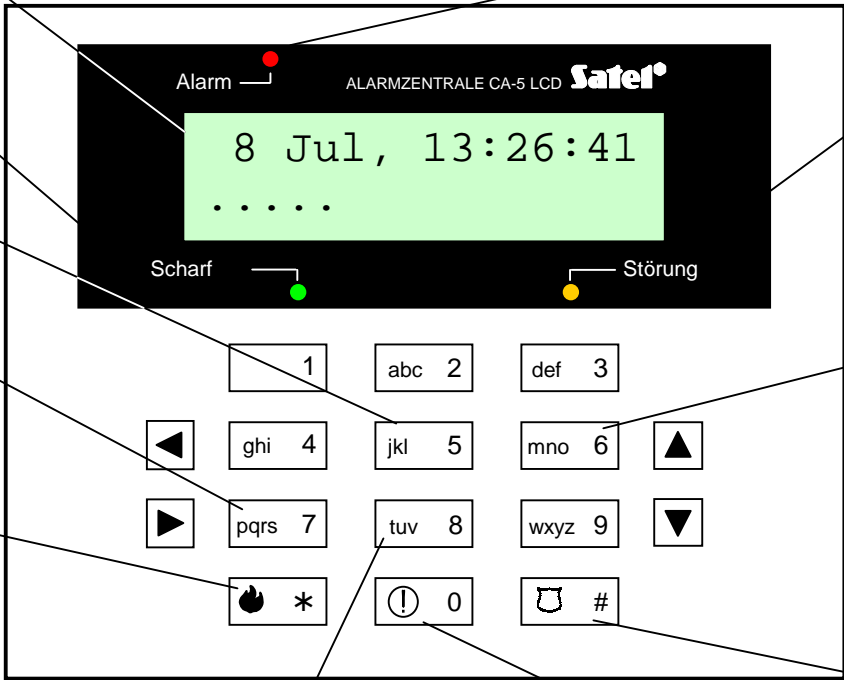 Alarm
ALARMZENTRALE CA-5 LCD Satel
8 Jul, 13:26:41
.....
Scharf Störung
1 abc 2 def 3
ghi 4 jkl 5 mno 6
pqrs 7 tuv 8 wxyz 9
* 0 #